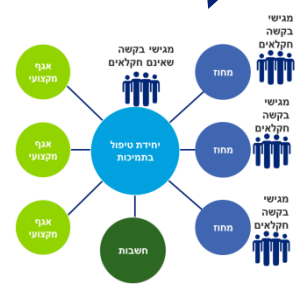 מגישי
בקשה
חקלאים
מגישי בקשה
שאינם חקלאים
מחוז
אגף
מקצועי
מגישי
בקשה
חקלאים
מחוז
יחידת טיפול
בתמיכות
אגף
מקצועי
מגישי
בקשה
חקלאים
מחוז
אגף
מקצועי
חשבות